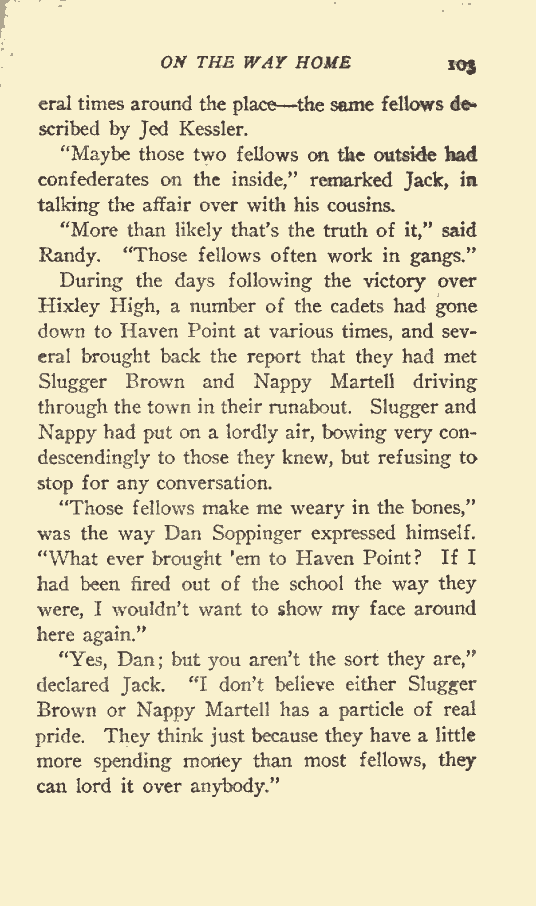 ON THE WAY HOME 103
eral times around the place—the same fellows de-
scribed by Jed Kessler.
"Maybe those two fellows on the outside had
confederates on the inside," remarked Jack, in
talking the affair over with his cousins.
"More than likely that's the truth of it," said
Randy. "Those fellows often work in gangs."
During the days following the victory over
Hixley High, a number of the cadets had gone
down to Haven Point at various times, and sev-
eral brought back the report that they had met
Slugger Brown and Nappy Martell driving
through the town in their runabout. Slugger and
Nappy had put on a lordly air, bowing very con-
descendingly to those they knew, but refusing to
stop for any conversation.
"Those fellows make me weary in the bones,"
was the way Dan Soppinger expressed himself.
"What ever brought 'em to Haven Point? If I
had been fired out of the school the way they
were, I wouldn't want to show my face around
here again."
"Yes, Dan; but you aren't the sort they are,"
declared Jack. "I don't believe either Slugger
Brown or Nappy Martell has a particle of real
pride. They think just because they have a little
more spending money than most fellows, they
can lord it over anybody."